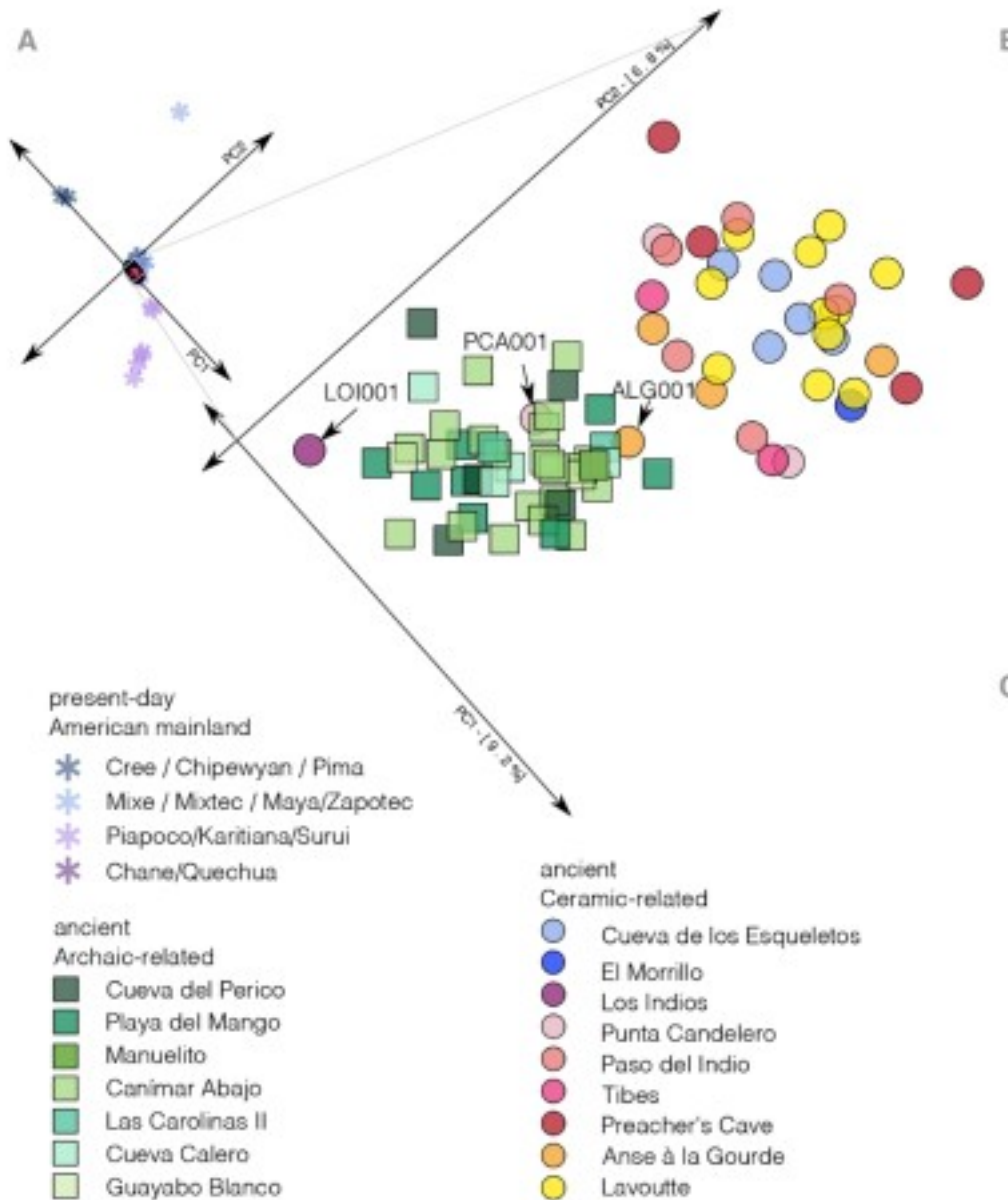 A
PC2
PC1
PC2 - [ 6 . 8 %]
PCA001
LOI001
ALG001
PC1 - [ 9 . 2 %]
present-day
American mainland
Cree / Chipewyan / Pima
Mixe / Mixtec / Maya/Zapotec
Piapoco/Karitiana/Surui
Chane/Quechua
ancient
Archaic-related
Cueva del Perico
Playa del Mango
Manuelito
Canímar Abajo
Las Carolinas II
Cueva Calero
Guayabo Blanco
ancient
Ceramic-related
Cueva de los Esqueletos
El Morrillo
Los Indios
Punta Candelero
Paso del Indio
Tibes
Preacher's Cave
Anse à la Gourde
Lavoutte